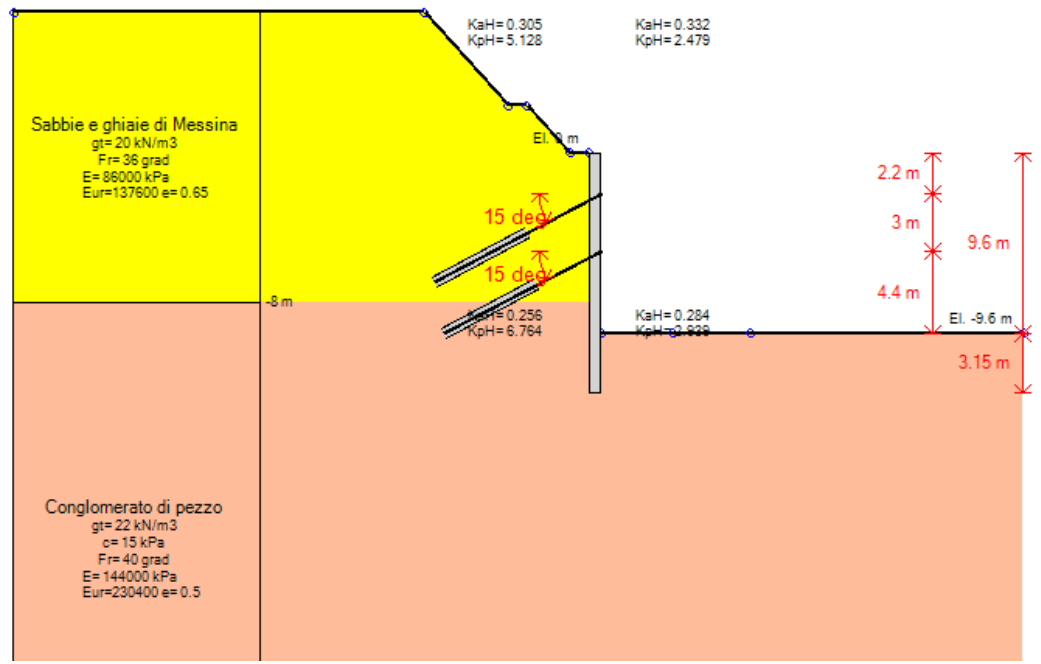 KaH= 0.305
KpH= 5.128
KaH= 0.332
KpH= 2.479
Sabbie e ghiaie di Messina
gt= 20 kN/m3
Fr= 36 grad
E= 86000 kPa
Eur=137600 e= 0.65
El. 0 m
2.2 m
15 deg
3 m
9.6 m
15 deg
4.4 m
-8 m
KaH= 0.256
KpH= 6.764
KaH= 0.284
KpH= 2.939
El. -9.6 m
3.15 m
Conglomerato di pezzo
gt= 22 kN/m3
c= 15 kPa
Fr= 40 grad
E= 144000 kPa
Eur=230400 e= 0.5